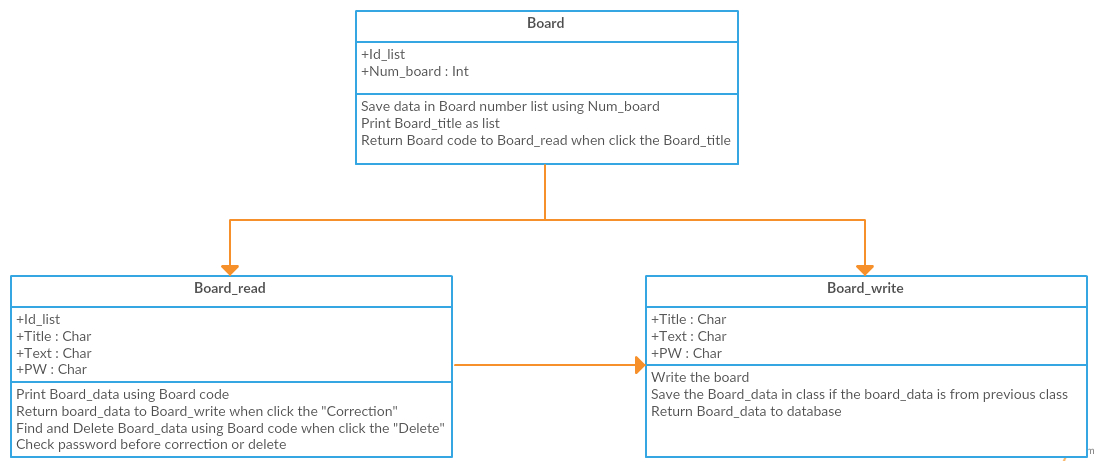 Board
+Id_list
+Num_board : Int
Save data in Board number list using Num_board
Print Board_title as list
Return Board code to Board_read when click the Board_title
Board_read
+Id_list
+Title : Char
+Text : Char
+PW : Char
Print Board_data using Board code
Return board_data to Board_write when click the "Correction"
Find and Delete Board_data using Board code when click the "Delete"
Check password before correction or delete
Board_write
+Title : Char
+Text : Char
+PW : Char
Write the board
Save the Board_data in class if the board_data is from previous class
Return Board_data to database